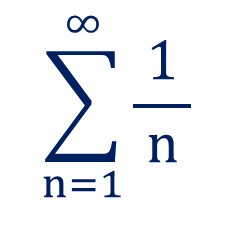 ∞
∑ 1/n
n=1